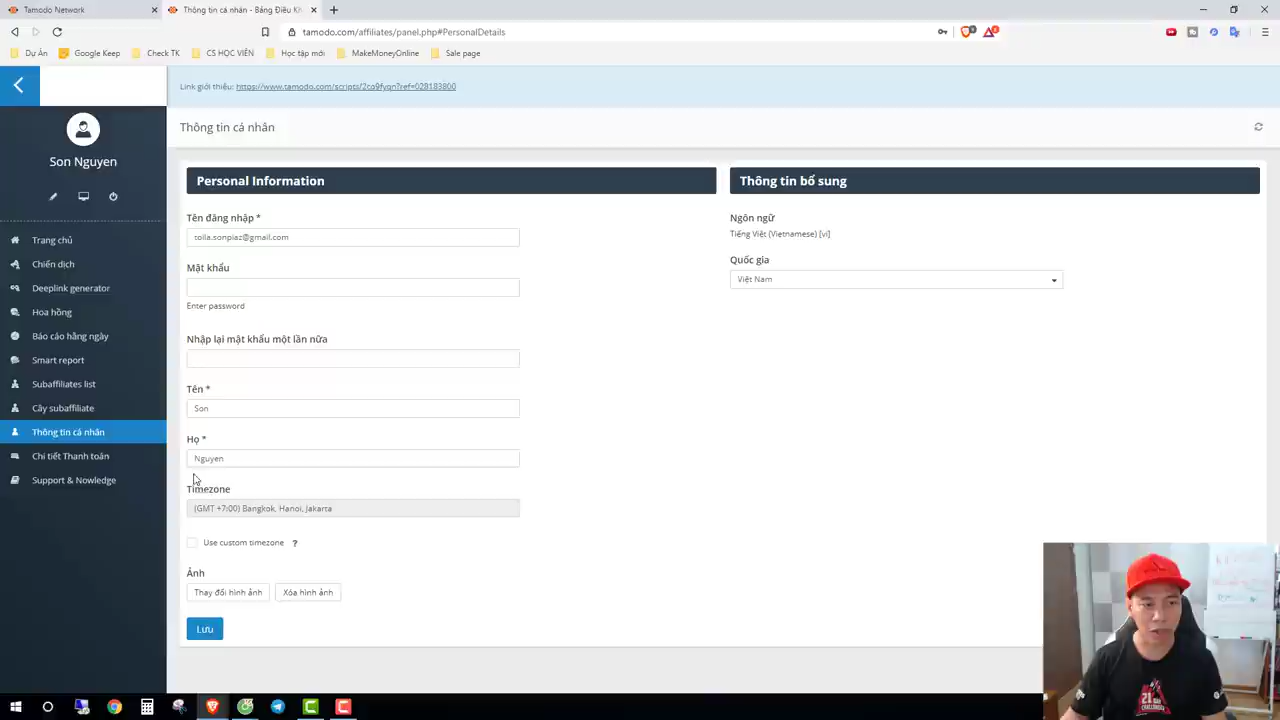 Tamodo Network
Thông tin cá nhân - Bảng Điều Kh
tamodo.com/affiliates/panel.php#PersonalDetails
Dự Án
Google Keep
Check TK
CS HỌC VIÊN
Học tập mới
MakeMoneyOnline
Sale page
Link giới thiệu: https://www.tamodo.com/scripts/2cq9fyqn?ref=028183800
Thông tin cá nhân
Son Nguyen
Trang chủ
Chiến dịch
Deeplink generator
Hoa hồng
Báo cáo hằng ngày
Smart report
Subaffiliates list
Cây subaffiliate
Thông tin cá nhân
Chi tiết Thanh toán
Support & Nowledge
Personal Information
Tên đăng nhập *
toila.sonpiaz@gmail.com
Mật khẩu
Enter password
Nhập lại mật khẩu một lần nữa
Tên *
Son
Họ *
Nguyen
Timezone
(GMT +7:00) Bangkok, Hanoi, Jakarta
Use custom timezone ?
Ảnh
Thay đổi hình ảnh
Xóa hình ảnh
Lưu
Thông tin bổ sung
Ngôn ngữ
Tiếng Việt (Vietnamese) [vi]
Quốc gia
Việt Nam
21
CHALLENGE